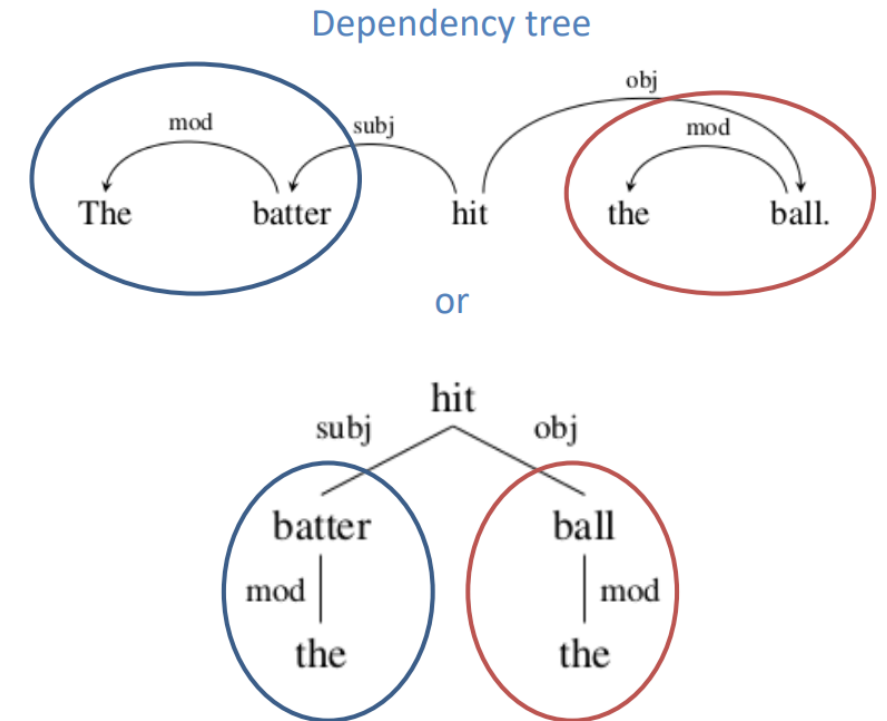 Dependency tree
obj
mod subj mod
The batter hit the ball.
or
hit
subj obj
batter ball
mod mod
the the